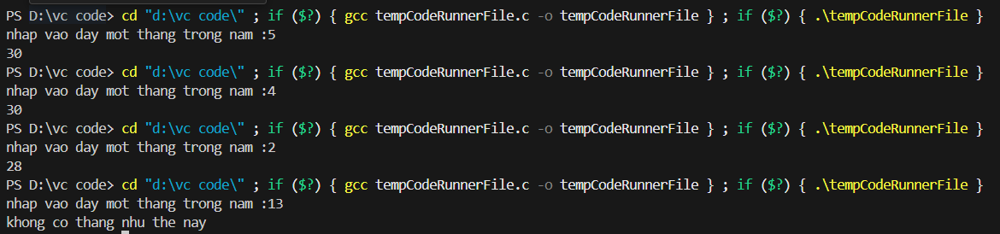 PS D:\vc code> cd "d:\vc code\" ; if ($?) { gcc tempCodeRunnerFile.c -o tempCodeRunnerFile } ; if ($?) { .\tempCodeRunnerFile }
nhap vao day mot thang trong nam :5
30
PS D:\vc code> cd "d:\vc code\" ; if ($?) { gcc tempCodeRunnerFile.c -o tempCodeRunnerFile } ; if ($?) { .\tempCodeRunnerFile }
nhap vao day mot thang trong nam :4
30
PS D:\vc code> cd "d:\vc code\" ; if ($?) { gcc tempCodeRunnerFile.c -o tempCodeRunnerFile } ; if ($?) { .\tempCodeRunnerFile }
nhap vao day mot thang trong nam :2
28
PS D:\vc code> cd "d:\vc code\" ; if ($?) { gcc tempCodeRunnerFile.c -o tempCodeRunnerFile } ; if ($?) { .\tempCodeRunnerFile }
nhap vao day mot thang trong nam :13
khong co thang nhu the nay